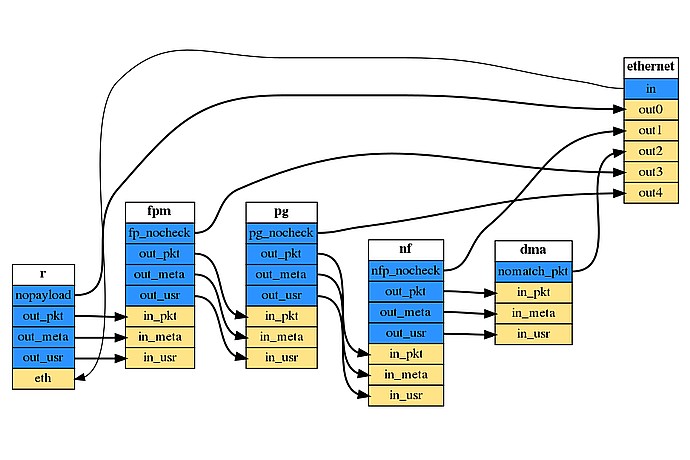 ethernet
in
out0
out1
out2
out3
out4
fpm
fp_nocheck
out_pkt
out_meta
out_usr
in_pkt
in_meta
in_usr
pg
pg_nocheck
out_pkt
out_meta
out_usr
in_pkt
in_meta
in_usr
nf
nfp_nocheck
out_pkt
out_meta
out_usr
in_pkt
in_meta
in_usr
dma
nomatch_pkt
in_pkt
in_meta
in_usr
r
nopayload
out_pkt
out_meta
out_usr
eth